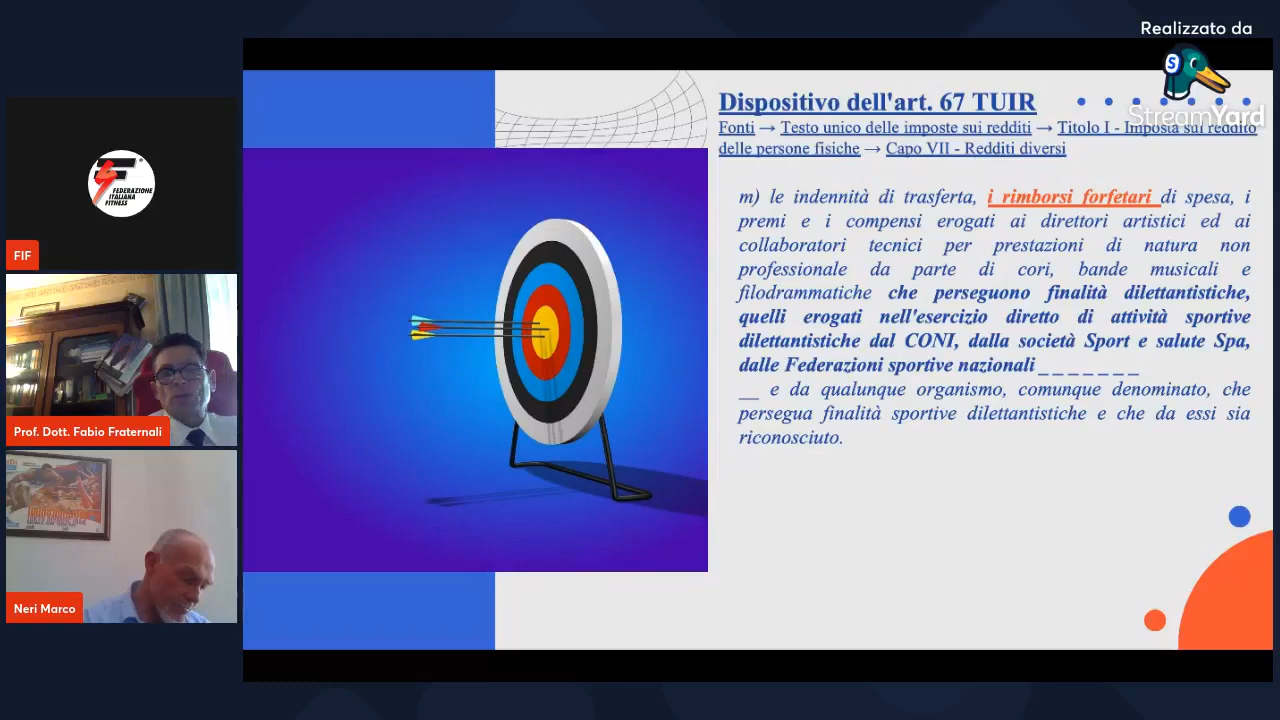 Realizzato da
StreamYard
FEDERAZIONE
ITALIANA
FITNESS
FIF
Prof. Dott. Fabio Fraternali
Neri Marco
Dispositivo dell'art. 67 TUIR
Fonti → Testo unico delle imposte sui redditi → Titolo I - Imposta sul reddito
delle persone fisiche → Capo VII - Redditi diversi
m) le indennità di trasferta, i rimborsi forfetari di spesa, i
premi e i compensi erogati ai direttori artistici ed ai
collaboratori tecnici per prestazioni di natura non
professionale da parte di cori, bande musicali e
filodrammatiche che perseguono finalità dilettantistiche,
quelli erogati nell'esercizio diretto di attività sportive
dilettantistiche dal CONI, dalla società Sport e salute Spa,
dalle Federazioni sportive nazionali _ _ _ _ _ _ _
__ e da qualunque organismo, comunque denominato, che
persegua finalità sportive dilettantistiche e che da essi sia
riconosciuto.